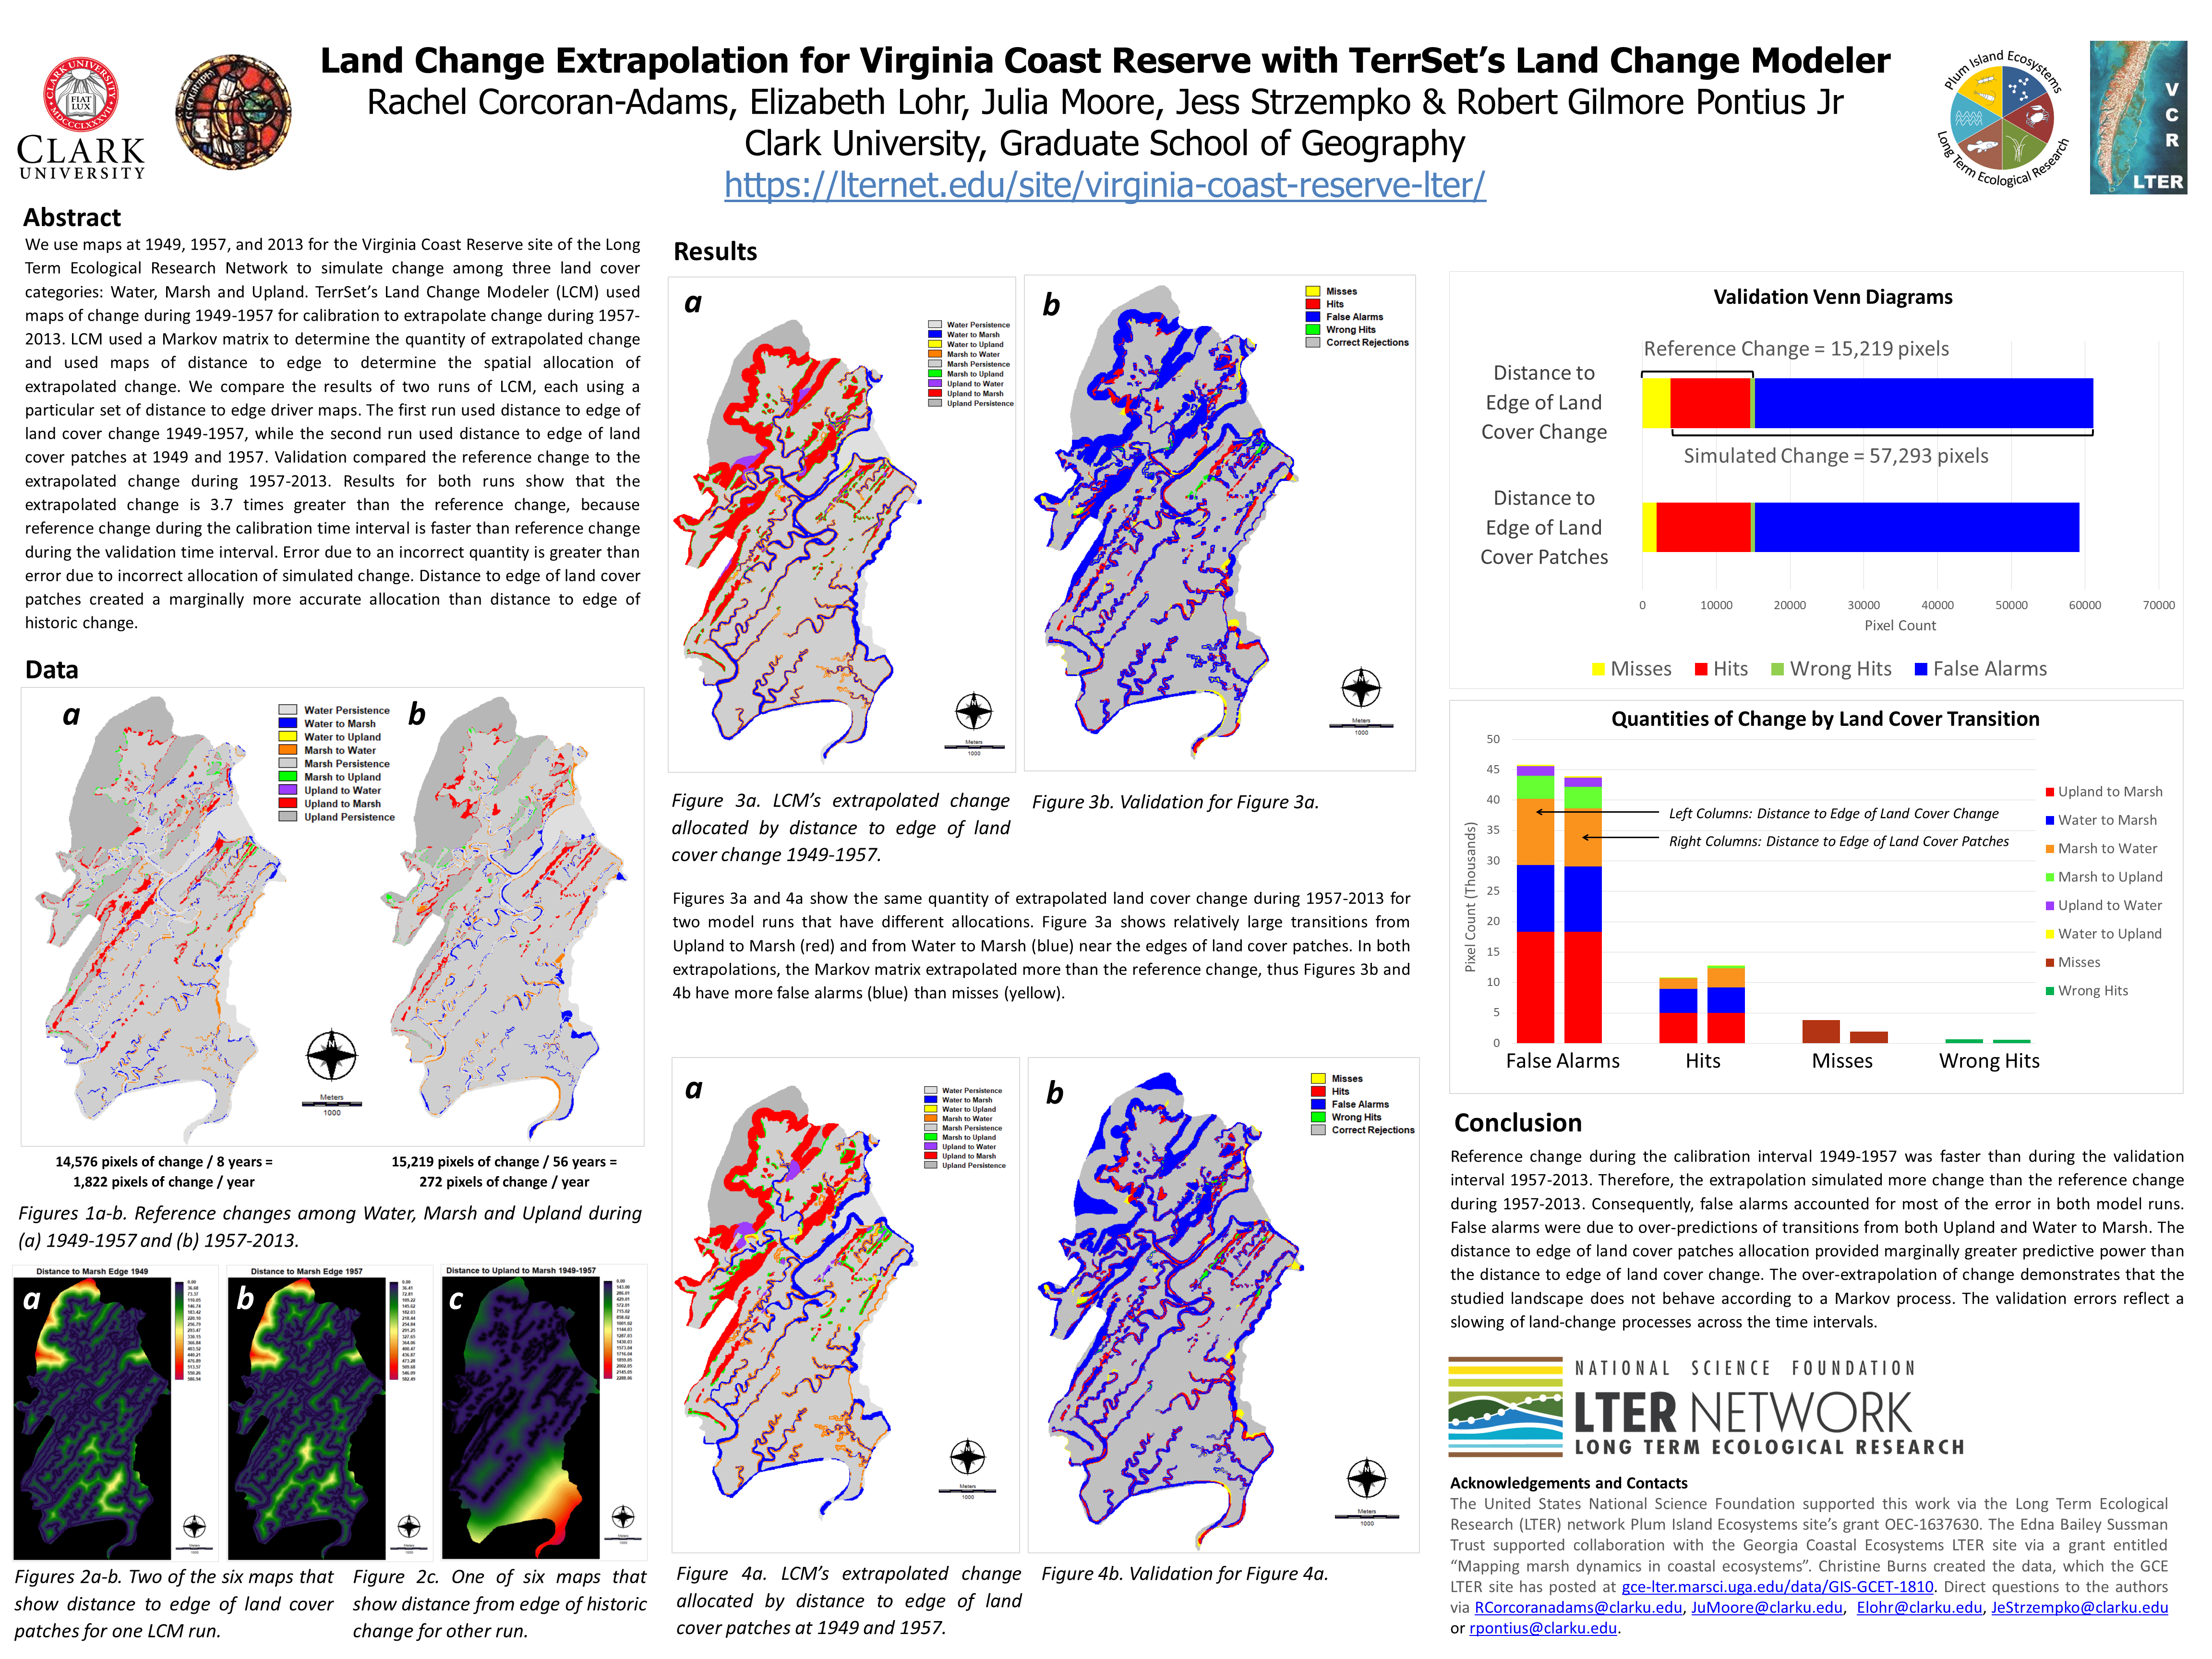 Land Change Extrapolation for Virginia Coast Reserve with TerrSet's Land Change Modeler
Rachel Corcoran-Adams, Elizabeth Lohr, Julia Moore, Jess Strzempko & Robert Gilmore Pontius Jr
Clark University, Graduate School of Geography
https://lternet.edu/site/virginia-coast-reserve-lter/
CLARK UNIVERSITY
FIAT
LUX
CLARK
UNIVERSITY
Plum Island Ecosystems
Long Term Ecological Research
V
C
R
LTER
Abstract
We use maps at 1949, 1957, and 2013 for the Virginia Coast Reserve site of the Long
Term Ecological Research Network to simulate change among three land cover
categories: Water, Marsh and Upland. TerrSet's Land Change Modeler (LCM) used
maps of change during 1949-1957 for calibration to extrapolate change during 1957-
2013. LCM used a Markov matrix to determine the quantity of extrapolated change
and used maps of distance to edge to determine the spatial allocation of
extrapolated change. We compare the results of two runs of LCM, each using a
particular set of distance to edge driver maps. The first run used distance to edge of
land cover change 1949-1957, while the second run used distance to edge of land
cover patches at 1949 and 1957. Validation compared the reference change to the
extrapolated change during 1957-2013. Results for both runs show that the
extrapolated change is 3.7 times greater than the reference change, because
reference change during the calibration time interval is faster than reference change
during the validation time interval. Error due to an incorrect quantity is greater than
error due to incorrect allocation of simulated change. Distance to edge of land cover
patches created a marginally more accurate allocation than distance to edge of
historic change.
Data
a
Water Persistence
Water to Marsh
Water to Upland
Marsh to Water
Marsh Persistence
Marsh to Upland
Upland to Water
Upland to Marsh
Upland Persistence
b
Meters
1000
14,576 pixels of change / 8 years =
1,822 pixels of change / year
15,219 pixels of change / 56 years =
272 pixels of change / year
Figures 1a-b. Reference changes among Water, Marsh and Upland during
(a) 1949-1957 and (b) 1957-2013.
Distance to Marsh Edge 1949
a
Distance to Marsh Edge 1957
b
Distance to Upland to Marsh 1949-1957
c
Figures 2a-b. Two of the six maps that
show distance to edge of land cover
patches for one LCM run.
Figure 2c. One of six maps that
show distance from edge of historic
change for other run.
Results
a
Water Persistence
Water to Marsh
Water to Upland
Marsh to Water
Marsh Persistence
Marsh to Upland
Upland to Water
Upland to Marsh
Upland Persistence
Meters
1000
b
Misses
Hits
False Alarms
Wrong Hits
Correct Rejections
Meters
1000
Figure 3a. LCM's extrapolated change
allocated by distance to edge of land
cover change 1949-1957.
Figure 3b. Validation for Figure 3a.
Figures 3a and 4a show the same quantity of extrapolated land cover change during 1957-2013 for
two model runs that have different allocations. Figure 3a shows relatively large transitions from
Upland to Marsh (red) and from Water to Marsh (blue) near the edges of land cover patches. In both
extrapolations, the Markov matrix extrapolated more than the reference change, thus Figures 3b and
4b have more false alarms (blue) than misses (yellow).
a
Water Persistence
Water to Marsh
Water to Upland
Marsh to Water
Marsh Persistence
Marsh to Upland
Upland to Water
Upland to Marsh
Upland Persistence
Meters
1000
b
Misses
Hits
False Alarms
Wrong Hits
Correct Rejections
Meters
1000
Figure 4a. LCM's extrapolated change
allocated by distance to edge of land
cover patches at 1949 and 1957.
Figure 4b. Validation for Figure 4a.
Validation Venn Diagrams
Reference Change = 15,219 pixels
Distance to
Edge of Land
Cover Change
Simulated Change = 57,293 pixels
Distance to
Edge of Land
Cover Patches
0 10000 20000 30000 40000 50000 60000 70000
Pixel Count
Misses Hits Wrong Hits False Alarms
Quantities of Change by Land Cover Transition
Pixel Count (Thousands)
50
45
40
35
30
25
20
15
10
5
0
Left Columns: Distance to Edge of Land Cover Change
Right Columns: Distance to Edge of Land Cover Patches
False Alarms Hits Misses Wrong Hits
Upland to Marsh
Water to Marsh
Marsh to Water
Marsh to Upland
Upland to Water
Water to Upland
Misses
Wrong Hits
Conclusion
Reference change during the calibration interval 1949-1957 was faster than during the validation
interval 1957-2013. Therefore, the extrapolation simulated more change than the reference change
during 1957-2013. Consequently, false alarms accounted for most of the error in both model runs.
False alarms were due to over-predictions of transitions from both Upland and Water to Marsh. The
distance to edge of land cover patches allocation provided marginally greater predictive power than
the distance to edge of land cover change. The over-extrapolation of change demonstrates that the
studied landscape does not behave according to a Markov process. The validation errors reflect a
slowing of land-change processes across the time intervals.
NATIONAL SCIENCE FOUNDATION
LTER NETWORK
LONG TERM ECOLOGICAL RESEARCH
Acknowledgements and Contacts
The United States National Science Foundation supported this work via the Long Term Ecological
Research (LTER) network Plum Island Ecosystems site's grant OEC-1637630. The Edna Bailey Sussman
Trust supported collaboration with the Georgia Coastal Ecosystems LTER site via a grant entitled
"Mapping marsh dynamics in coastal ecosystems". Christine Burns created the data, which the GCE
LTER site has posted at gce-lter.marsci.uga.edu/data/GIS-GCET-1810. Direct questions to the authors
via RCorcoranadams@clarku.edu, JuMoore@clarku.edu, Elohr@clarku.edu, JeStrzempko@clarku.edu
or rpontius@clarku.edu.